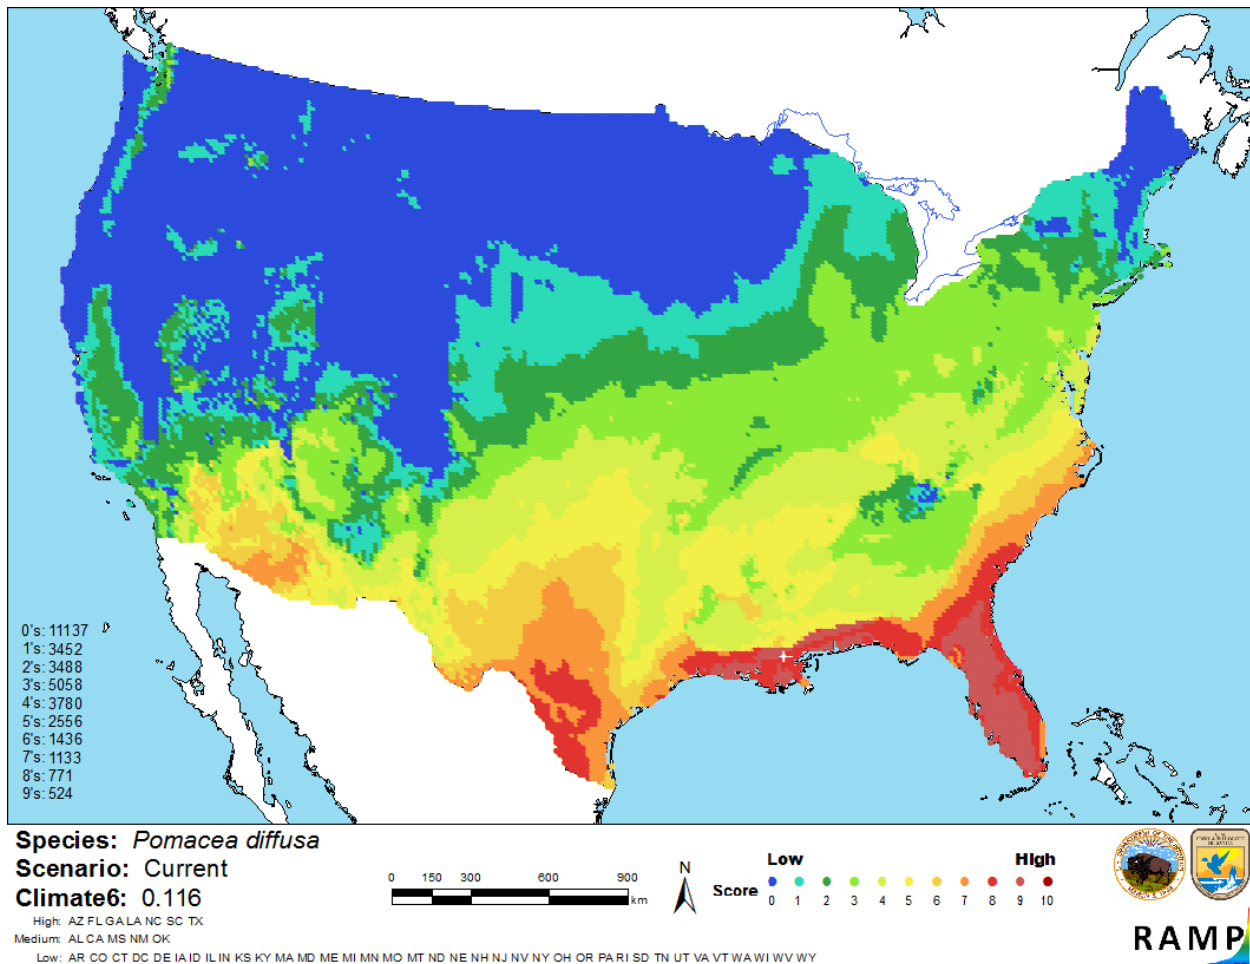 0's: 11137
1's: 3452
2's: 3488
3's: 5058
4's: 3780
5's: 2556
6's: 1436
7's: 1133
8's: 771
9's: 524
Species: Pomacea diffusa
Scenario: Current
Climate6: 0.116
High: AZ FL GA LA NC SC TX
Medium: AL CA MS NM OK
Low: AR CO CT DC DE IA ID IL IN KS KY MA MD ME MI MN MO MT ND NE NH NJ NV NY OH OR PA RI SD TN UT VA VT WA WI WV WY
0 150 300 600 900
km
N
Low High
Score
0 1 2 3 4 5 6 7 8 9 10
RAMP